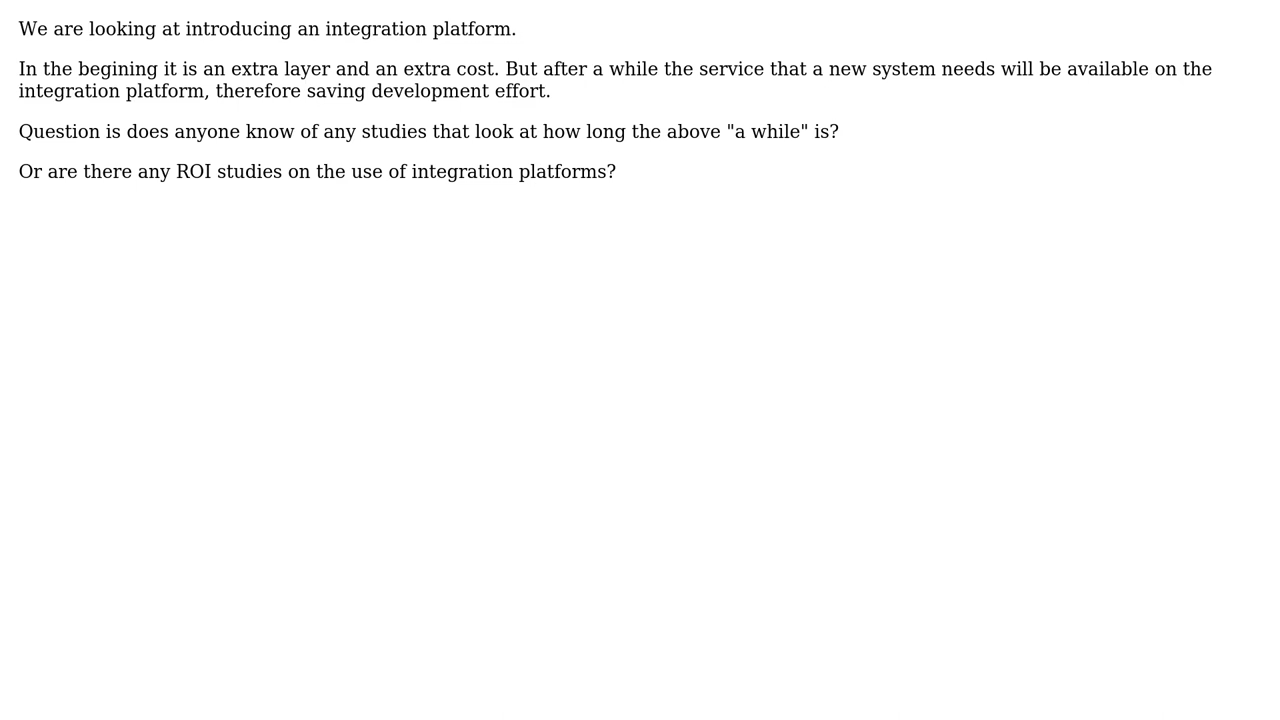 We are looking at introducing an integration platform.
In the begining it is an extra layer and an extra cost. But after a while the service that a new system needs will be available on the
integration platform, therefore saving development effort.
Question is does anyone know of any studies that look at how long the above "a while" is?
Or are there any ROI studies on the use of integration platforms?